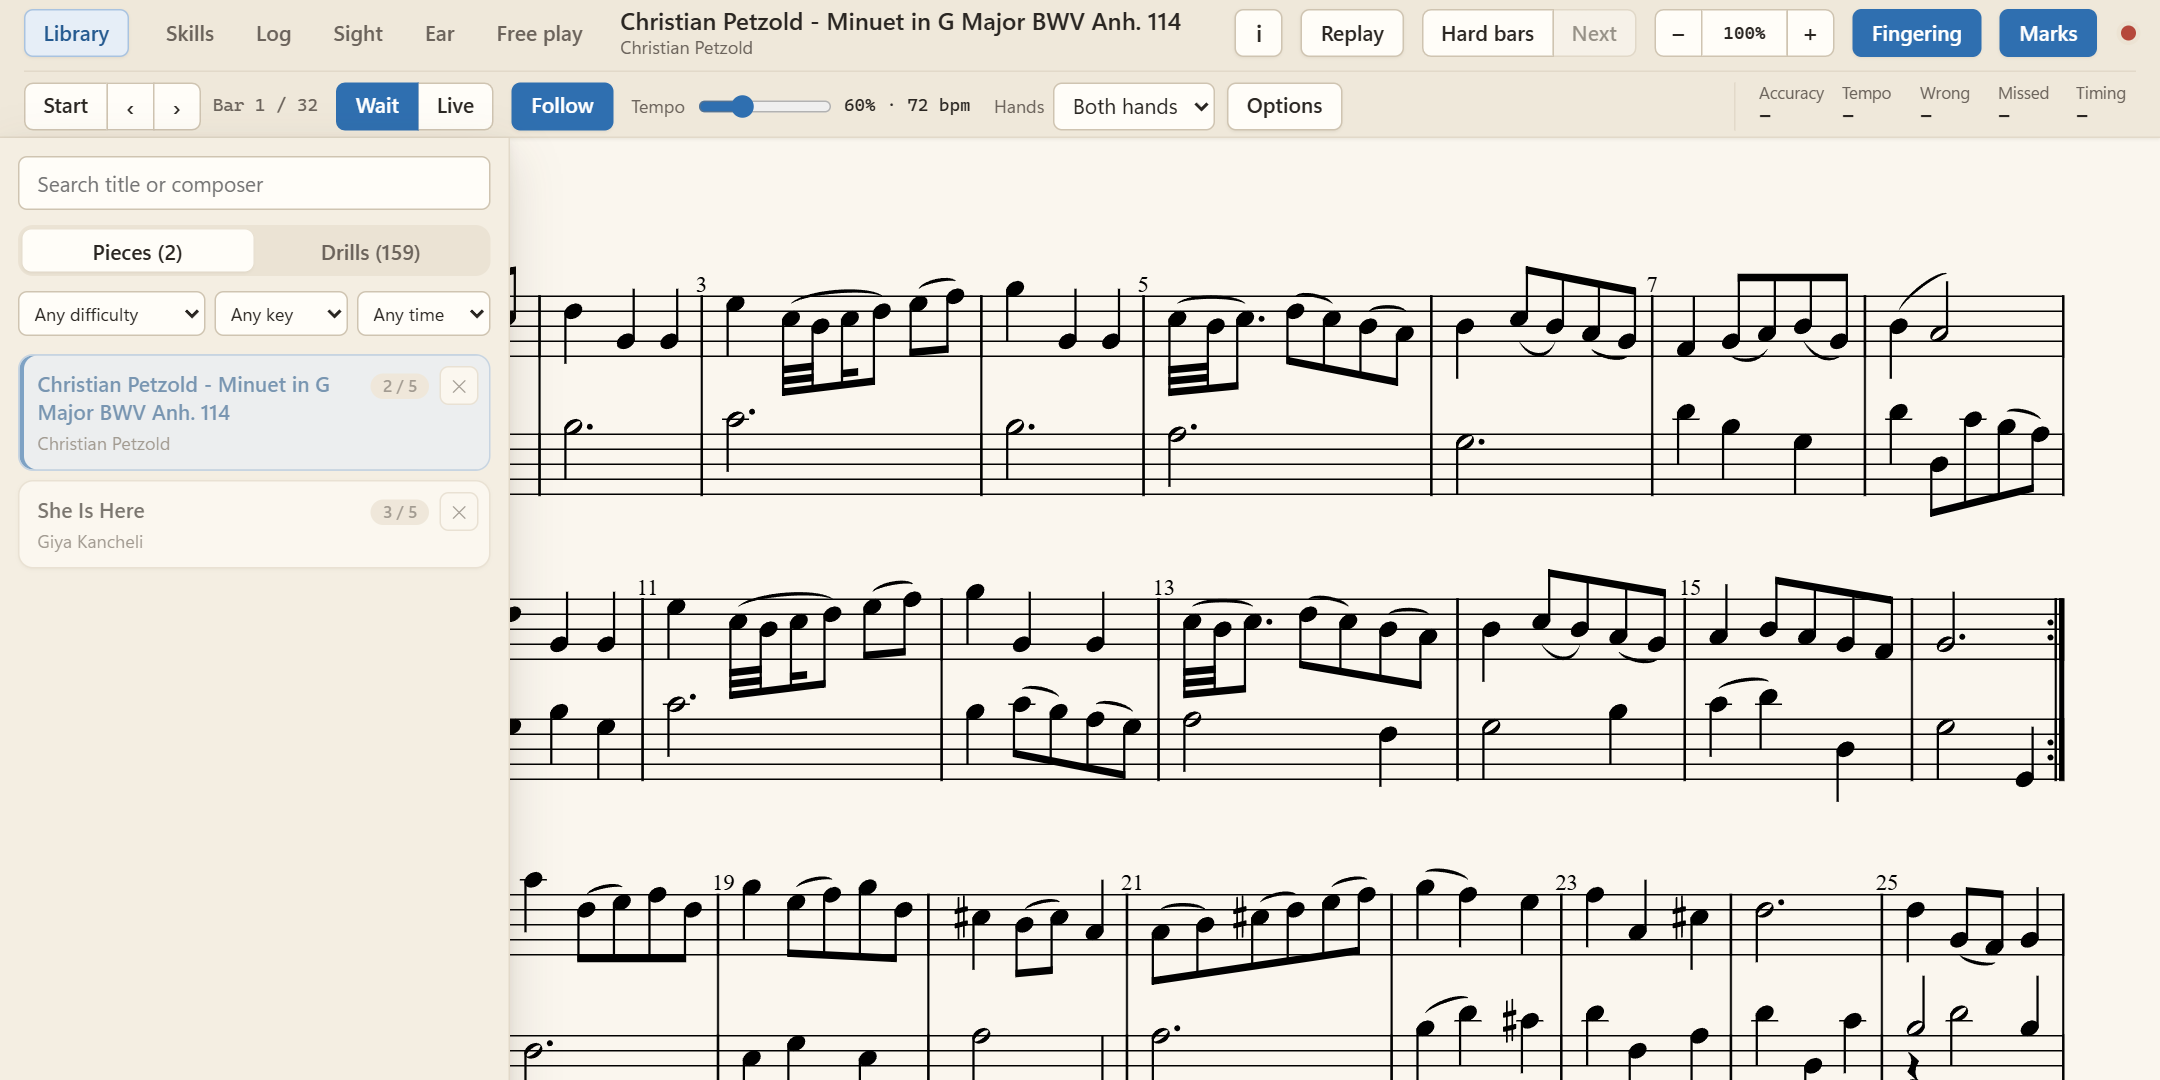 Library
Skills
Log
Sight
Ear
Free play
Christian Petzold - Minuet in G Major BWV Anh. 114
Christian Petzold
i
Replay
Hard bars
Next
−
100%
+
Fingering
Marks
Start
‹
›
Bar 1 / 32
Wait
Live
Follow
Tempo
60% · 72 bpm
Hands
Both hands
Options
Accuracy
–
Tempo
–
Wrong
–
Missed
–
Timing
–
Search title or composer
Pieces (2)
Drills (159)
Any difficulty
Any key
Any time
Christian Petzold - Minuet in G
Major BWV Anh. 114
2 / 5
×
Christian Petzold
She Is Here
3 / 5
×
Giya Kancheli
3
5
7
11
13
15
19
21
23
25